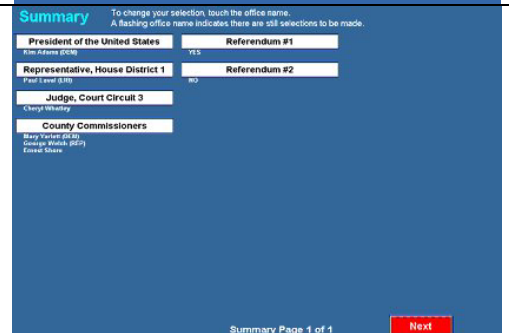 Summary
To change your selection, touch the office name.
A flashing office name indicates there are still selections to be made.
President of the United States
Kim Adams (DEM)
Representative, House District 1
Paul Laval (LIB)
Judge, Court Circuit 3
Cheryl Whatley
County Commissioners
Mary Yarlett (DEM)
George Welsh (REP)
Ernest Shore
Referendum #1
YES
Referendum #2
NO
Summary Page 1 of 1
Next